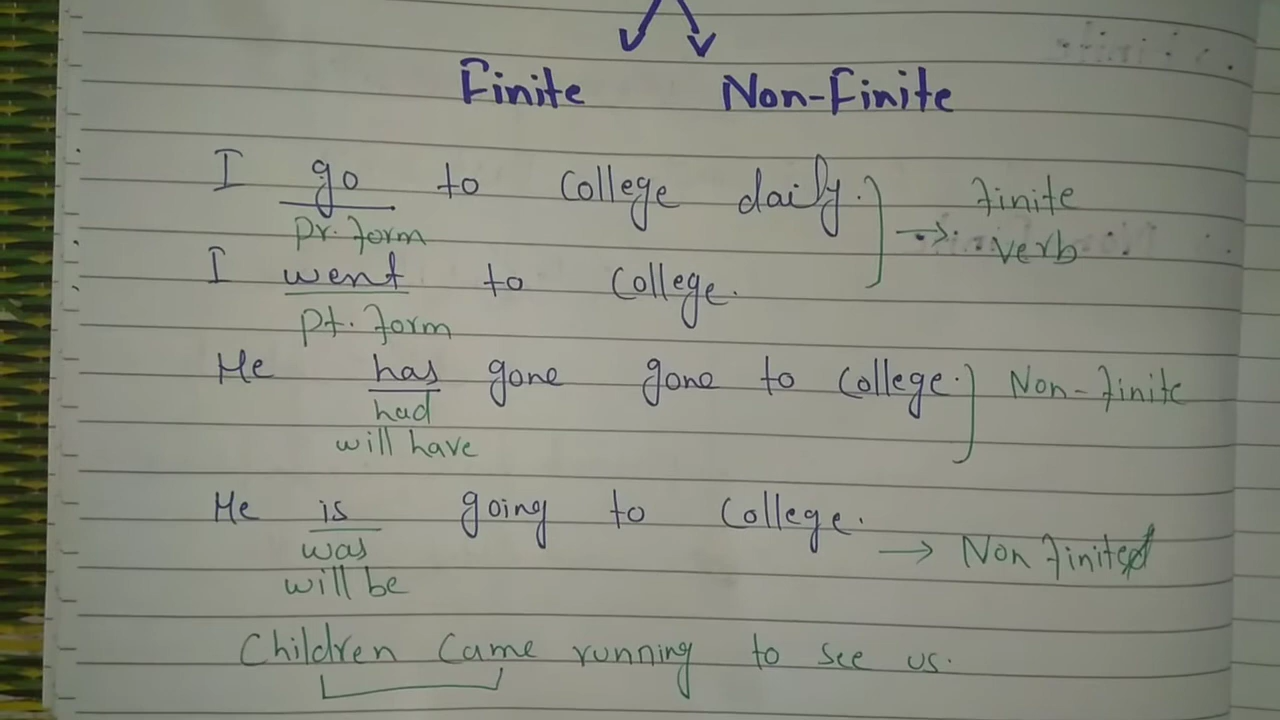 Finite Non-Finite
I go to College daily. → finite
pr. form verb
I went to College.
pt. form
He has gone gone to College. Non-finite
had
will have
He is going to College.
was → Non finite
will be
Children Came running to see us.